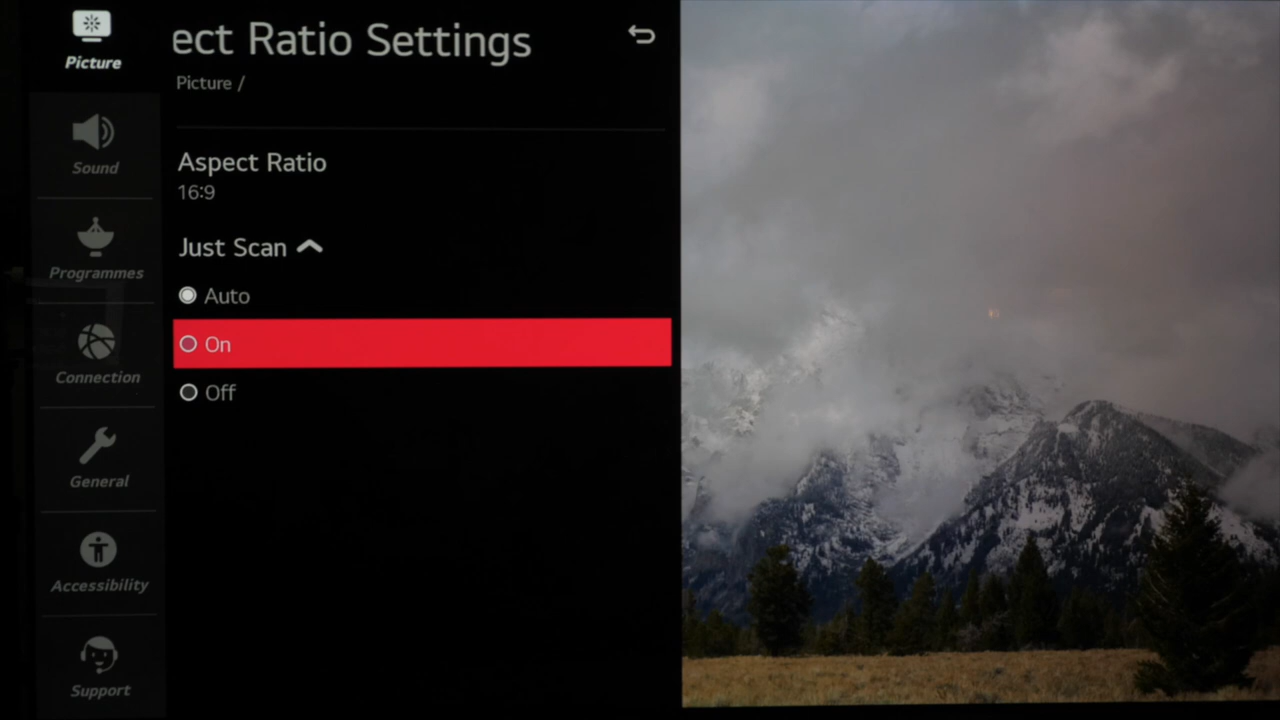 Picture
ect Ratio Settings
Picture /
Sound
Aspect Ratio
16:9
Just Scan
Programmes
Auto
On
Connection
Off
General
Accessibility
Support